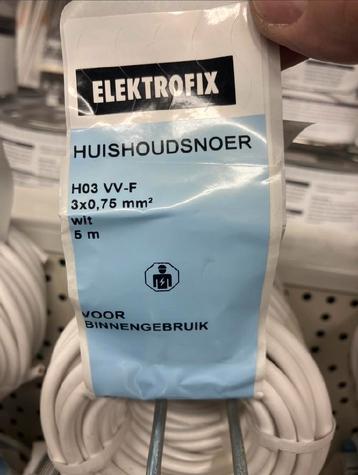 ELEKTROFIX
HUISHOUDSNOER
H03 VV-F
3x0,75 mm²
wit
5 m
VOOR
BINNENGEBRUIK